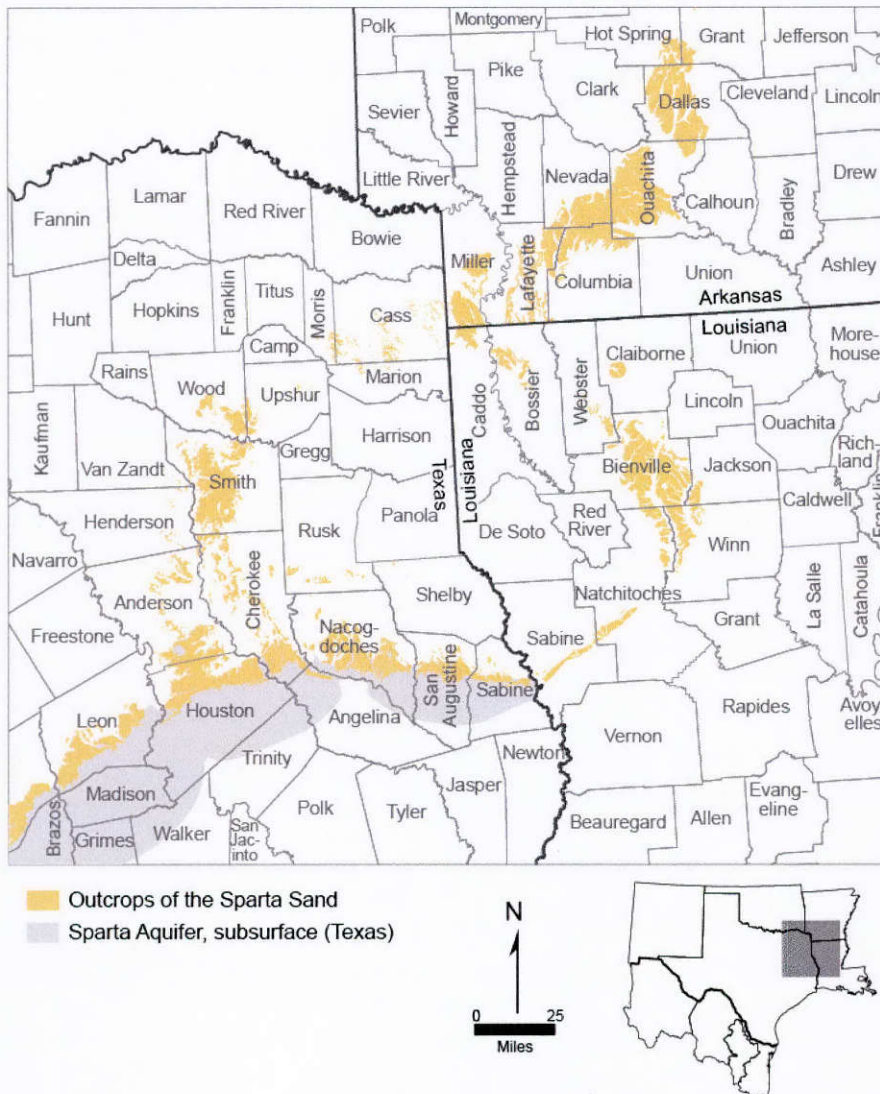 Polk
Montgomery
Hot Spring
Grant
Jefferson
Pike
Clark
Dallas
Cleveland
Lincoln
Sevier
Howard
Hempstead
Nevada
Ouachita
Calhoun
Bradley
Drew
Little River
Fannin
Lamar
Red River
Bowie
Delta
Miller
Lafayette
Columbia
Union
Ashley
Arkansas
Hunt
Hopkins
Franklin
Titus
Morris
Cass
Louisiana
Claiborne
Union
More-
house
Camp
Marion
Rains
Wood
Upshur
Caddo
Bossier
Webster
Lincoln
Ouachita
Rich-
land
Kaufman
Van Zandt
Smith
Gregg
Harrison
Texas
Louisiana
Bienville
Jackson
Caldwell
Franklin
Henderson
Rusk
Panola
De Soto
Red
River
Winn
Navarro
Anderson
Cherokee
Shelby
Natchitoches
La Salle
Catahoula
Freestone
Nacog-
doches
San
Augustine
Sabine
Sabine
Grant
Leon
Houston
Angelina
Rapides
Avoy-
elles
Trinity
Newton
Vernon
Madison
Jasper
Brazos
Grimes
Walker
San
Jac-
into
Polk
Tyler
Beauregard
Allen
Evang-
eline
Outcrops of the Sparta Sand
Sparta Aquifer, subsurface (Texas)
N
0 25
Miles